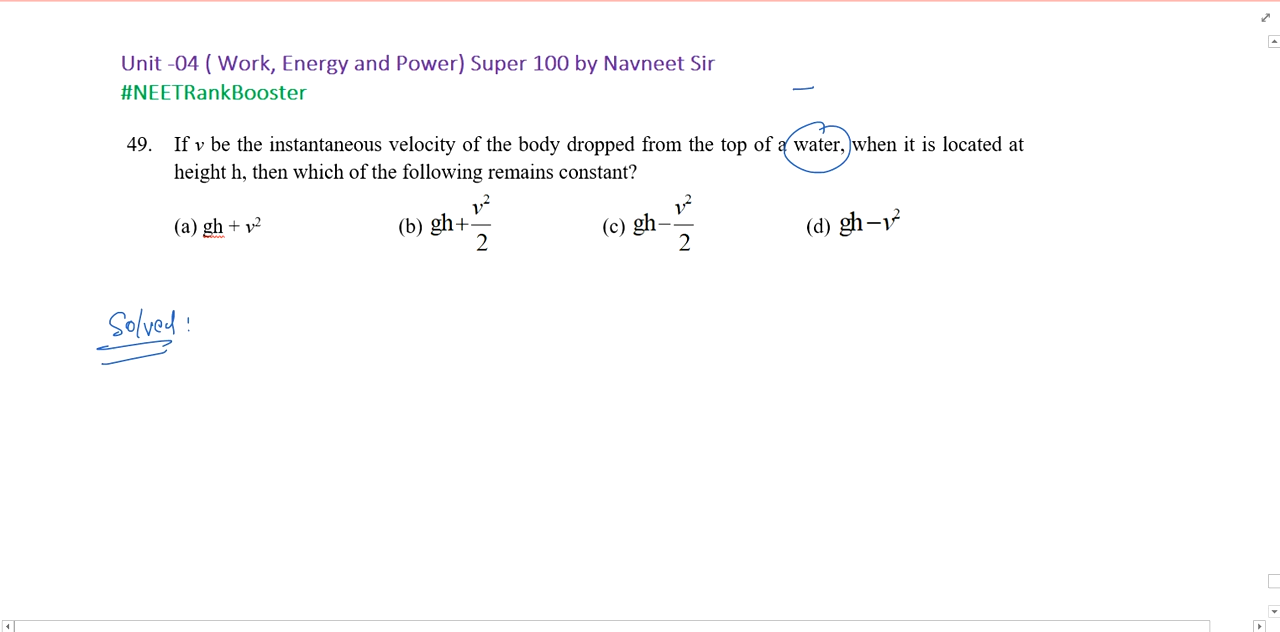 Unit -04 ( Work, Energy and Power) Super 100 by Navneet Sir
#NEETRankBooster
49. If v be the instantaneous velocity of the body dropped from the top of a water, when it is located at
height h, then which of the following remains constant?
(a) gh + v² (b) gh+v²/2 (c) gh−v²/2 (d) gh−v²
Solved: